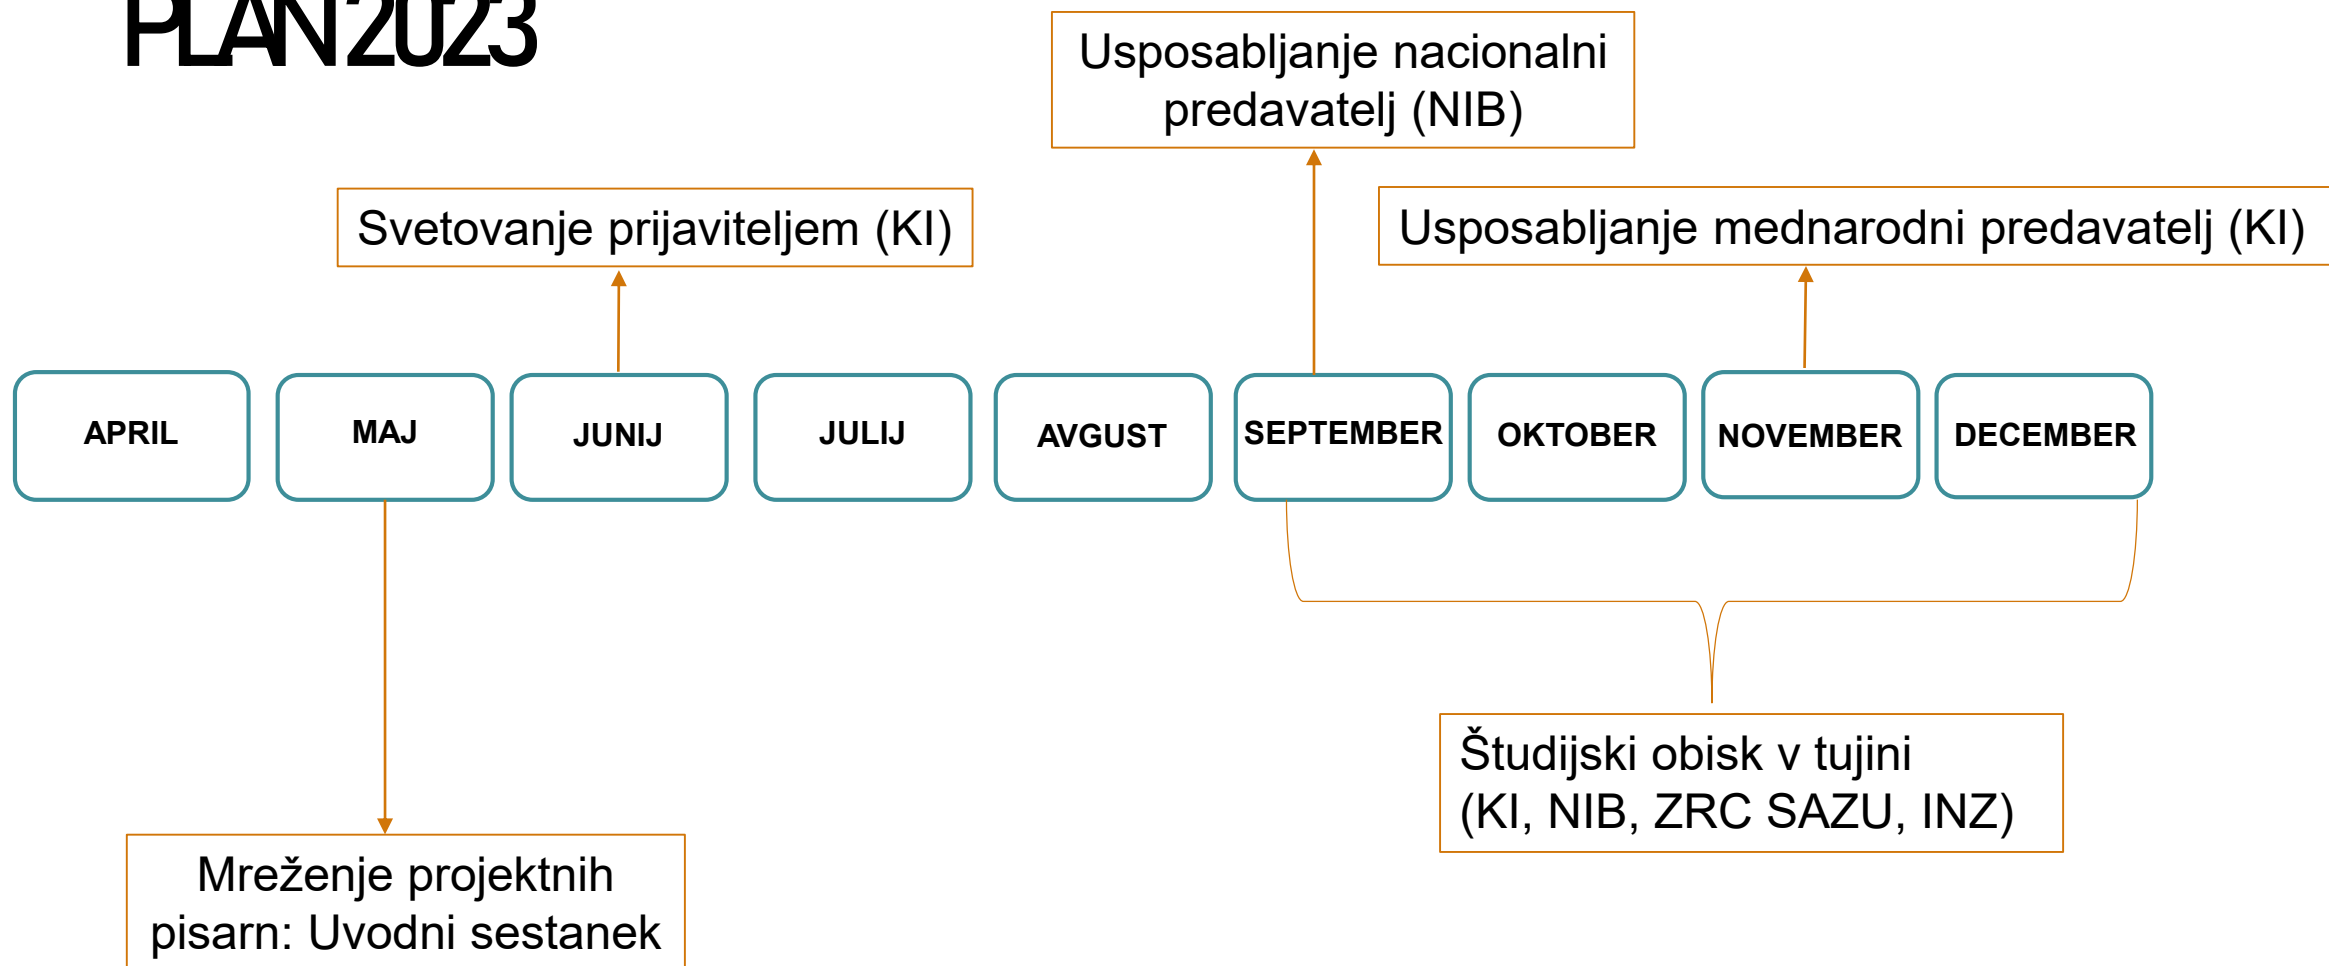 PLAN 2023
Usposabljanje nacionalni
predavatelj (NIB)
Svetovanje prijaviteljem (KI)
Usposabljanje mednarodni predavatelj (KI)
APRIL
MAJ
JUNIJ
JULIJ
AVGUST
SEPTEMBER
OKTOBER
NOVEMBER
DECEMBER
Študijski obisk v tujini
(KI, NIB, ZRC SAZU, INZ)
Mreženje projektnih
pisarn: Uvodni sestanek